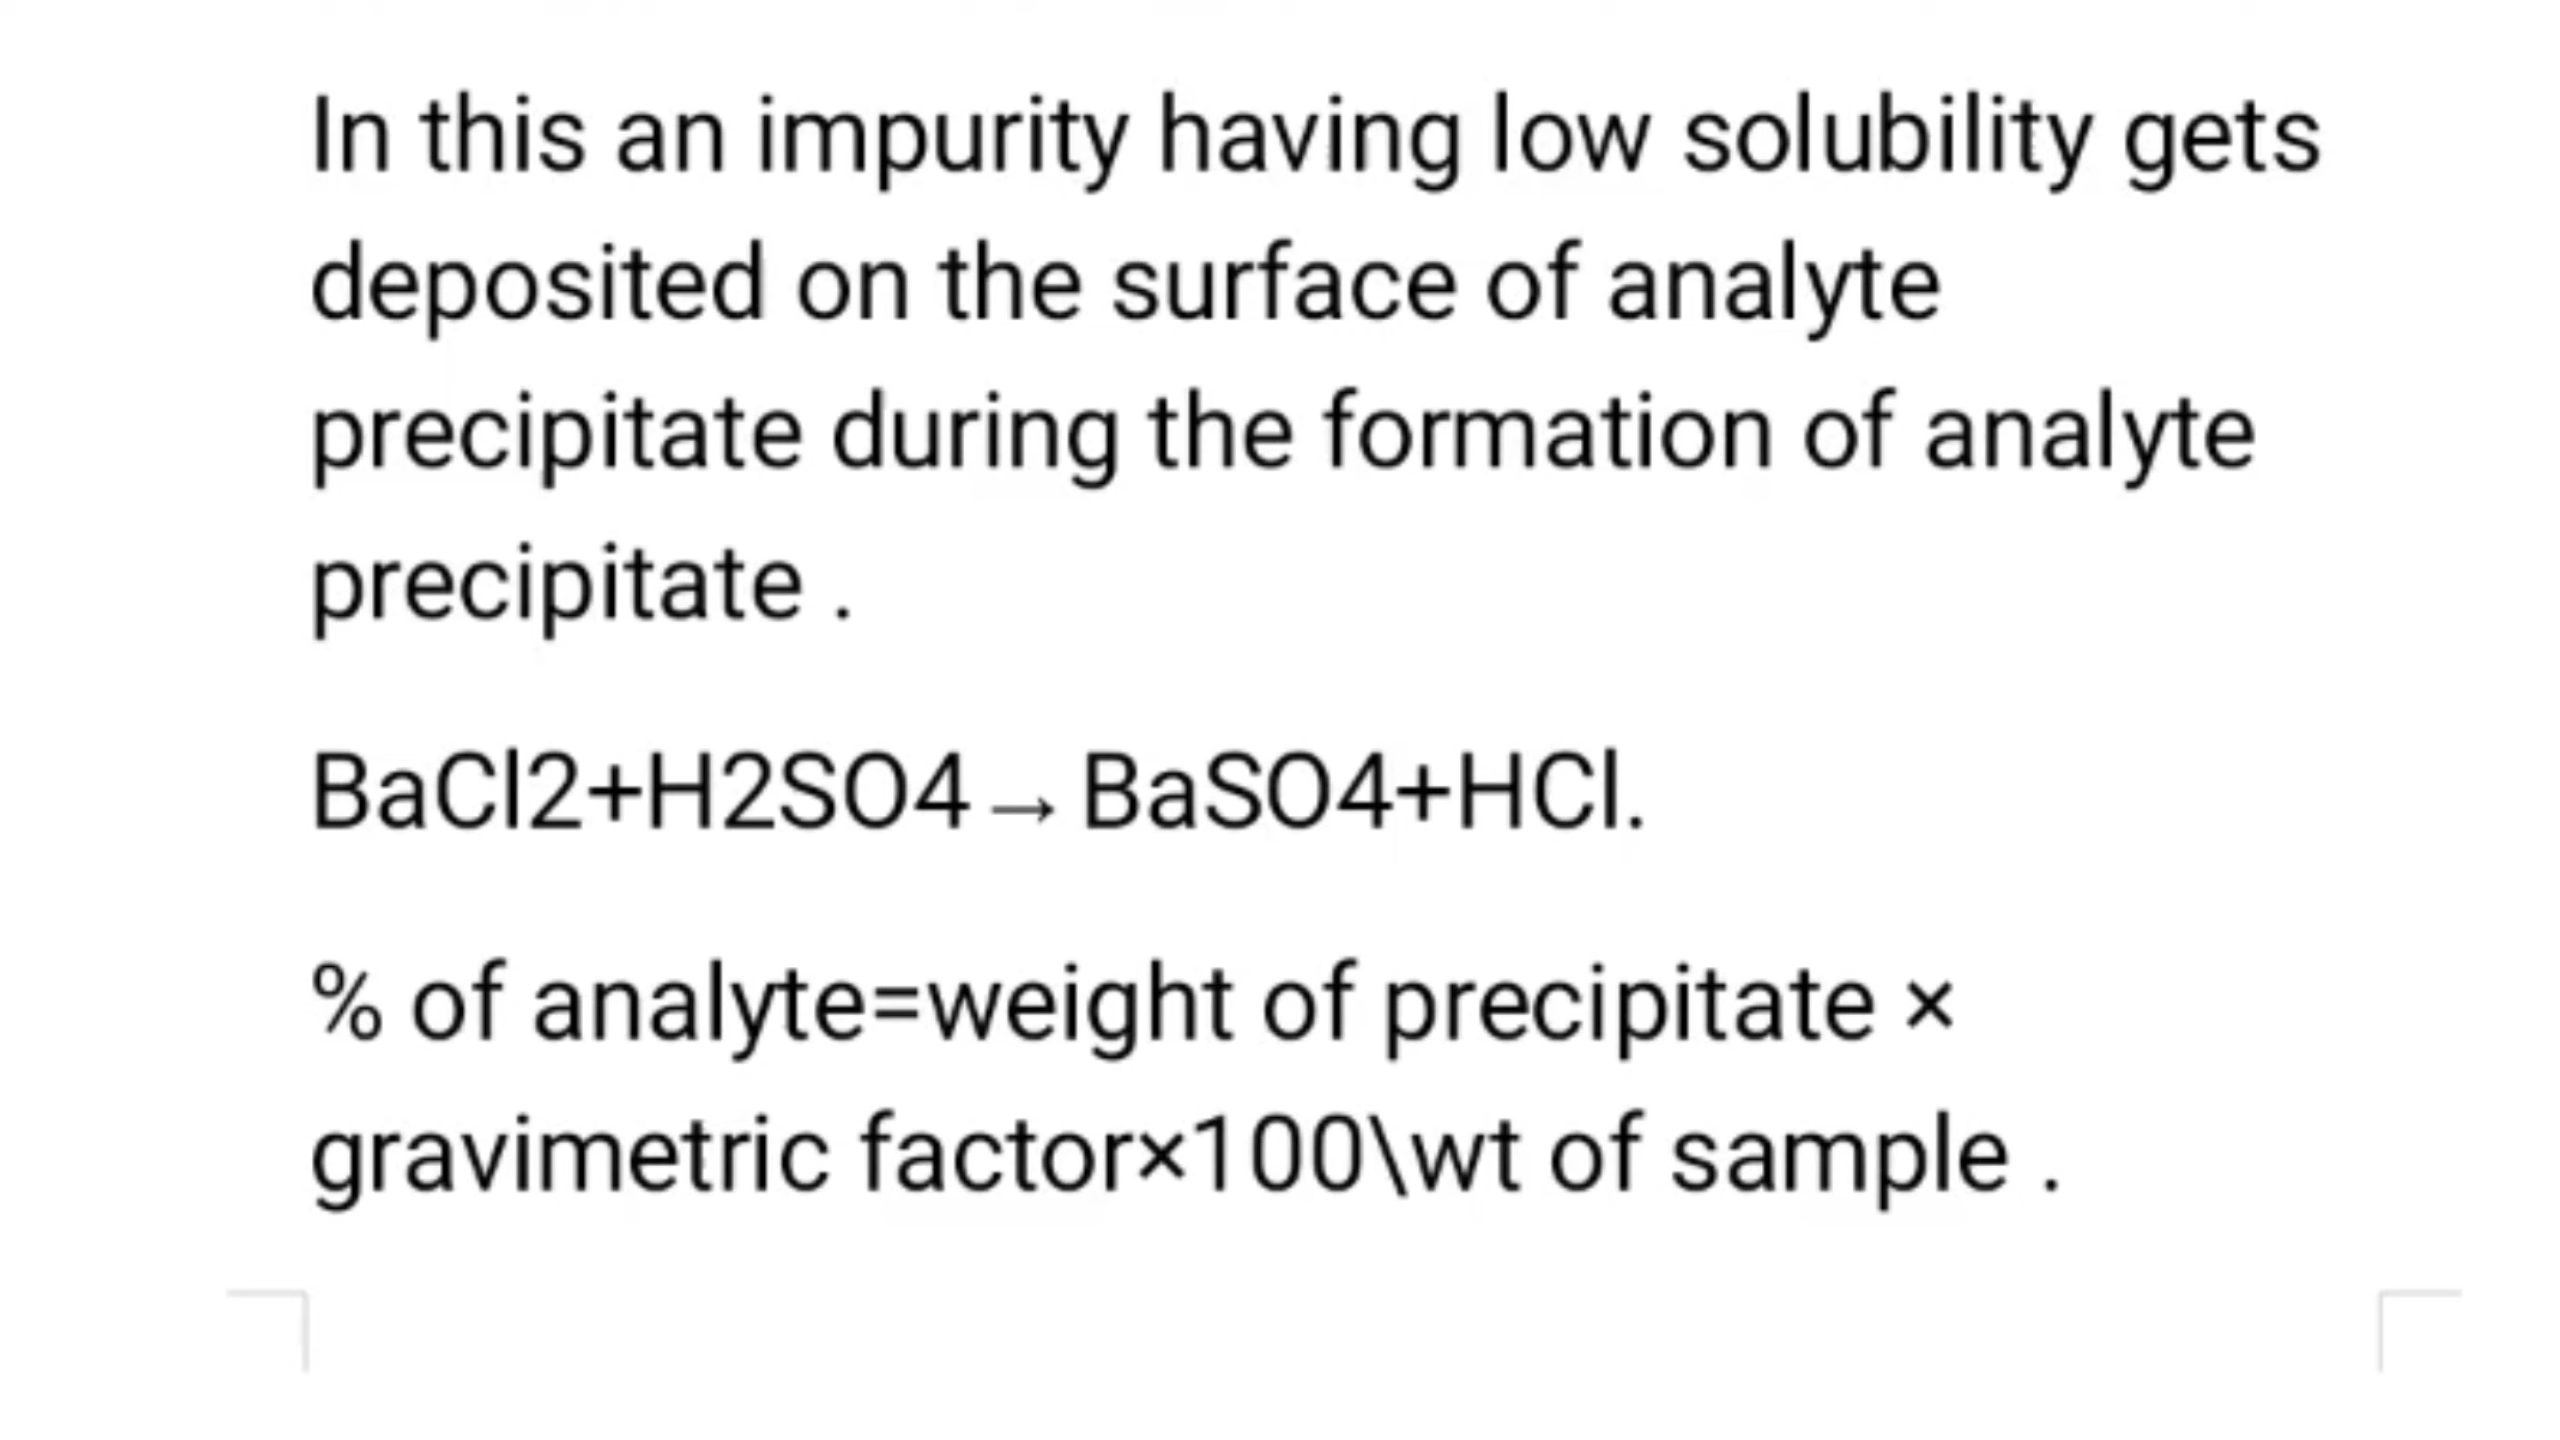 In this an impurity having low solubility gets
deposited on the surface of analyte
precipitate during the formation of analyte
precipitate .
BaCl2+H2SO4→BaSO4+HCl.
% of analyte=weight of precipitate ×
gravimetric factor×100\wt of sample .